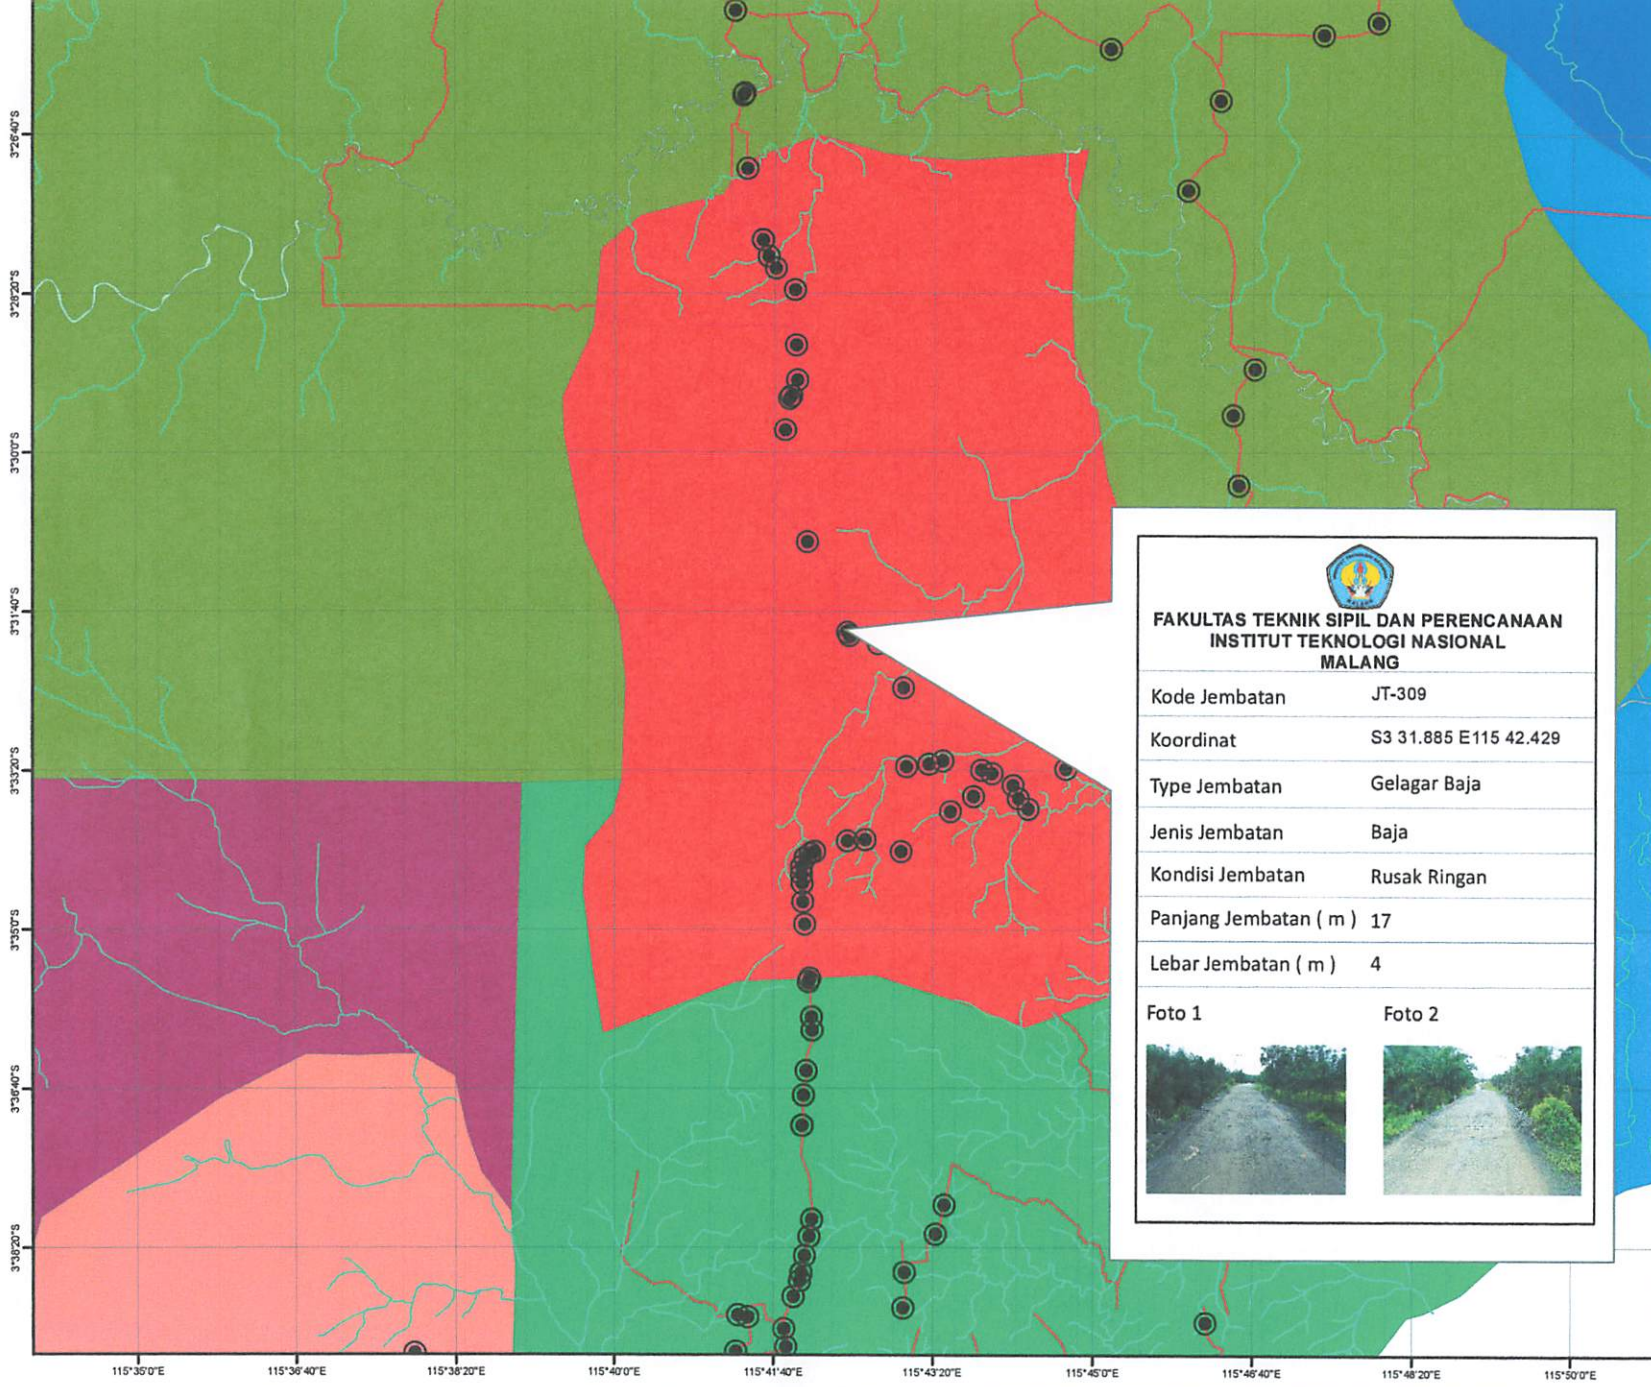 3°26'40"S
3°28'20"S
3°30'0"S
3°31'40"S
3°33'20"S
3°35'0"S
3°36'40"S
3°38'20"S
FAKULTAS TEKNIK SIPIL DAN PERENCANAAN
INSTITUT TEKNOLOGI NASIONAL
MALANG
Kode Jembatan JT-309
Koordinat S3 31.885 E115 42.429
Type Jembatan Gelagar Baja
Jenis Jembatan Baja
Kondisi Jembatan Rusak Ringan
Panjang Jembatan ( m ) 17
Lebar Jembatan ( m ) 4
Foto 1 Foto 2
115°35'0"E 115°36'40"E 115°38'20"E 115°40'0"E 115°41'40"E 115°43'20"E 115°45'0"E 115°46'40"E 115°48'20"E 115°50'0"E